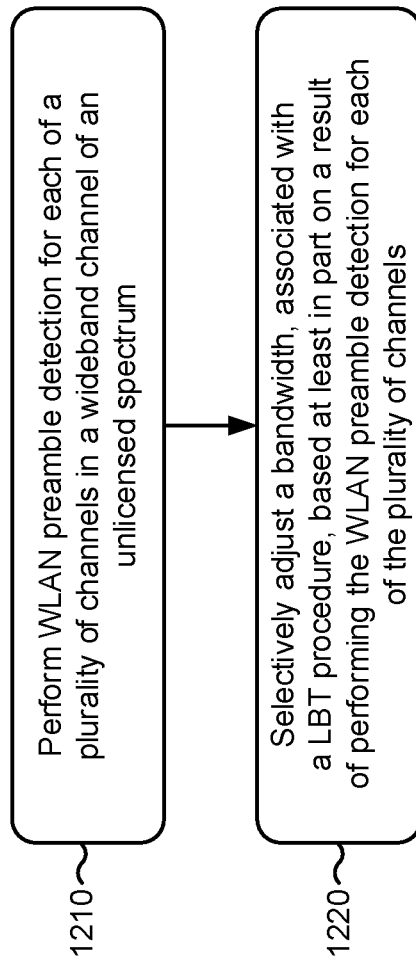 1210
Perform WLAN preamble detection for each of a
plurality of channels in a wideband channel of an
unlicensed spectrum
1220
Selectively adjust a bandwidth, associated with
a LBT procedure, based at least in part on a result
of performing the WLAN preamble detection for each
of the plurality of channels